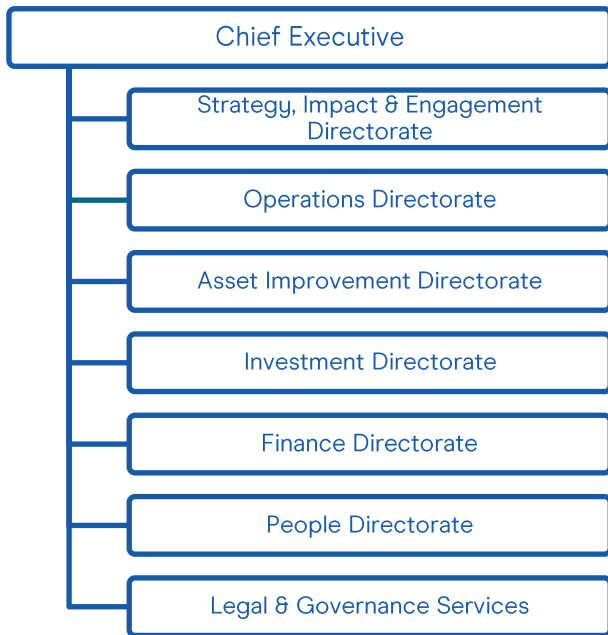 Chief Executive
Strategy, Impact & Engagement
Directorate
Operations Directorate
Asset Improvement Directorate
Investment Directorate
Finance Directorate
People Directorate
Legal & Governance Services